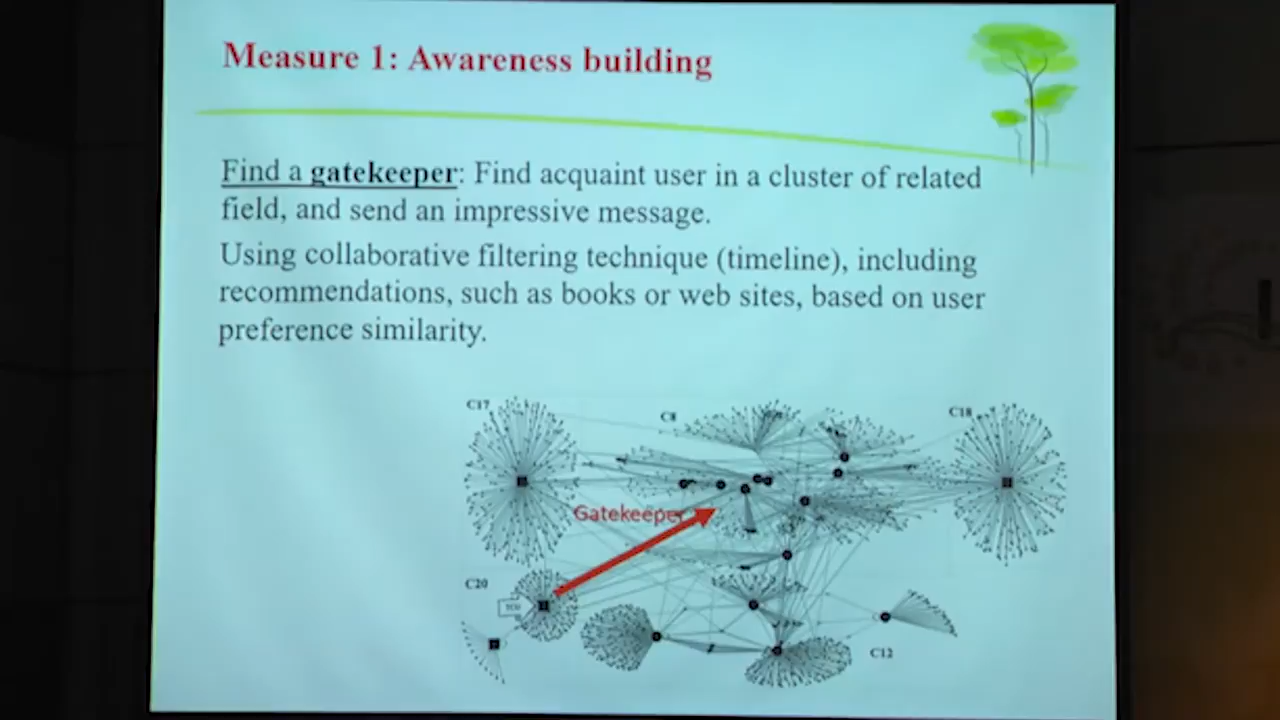 Measure 1: Awareness building
Find a gatekeeper: Find acquaint user in a cluster of related
field, and send an impressive message.
Using collaborative filtering technique (timeline), including
recommendations, such as books or web sites, based on user
preference similarity.
C17
C8
C18
Gatekeeper
C20
C12